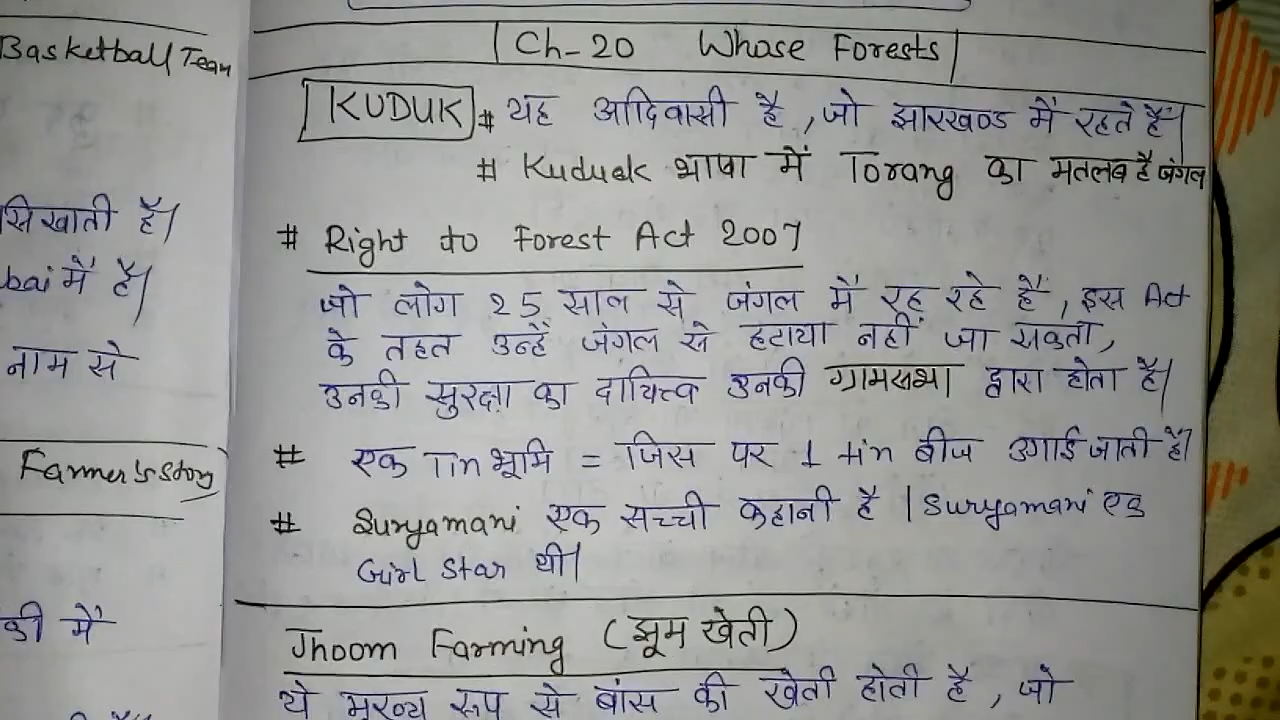 Basketball Team
सिखाती है।
bai में है।
नाम से
Farmer's story
की में
Ch-20 Whose Forests
KUDUK # यह आदिवासी है, जो झारखण्ड में रहते हैं।
# Kuduk भाषा में Torang का मतलब है जंगल
# Right to Forest Act 2007
जो लोग 25 साल से जंगल में रह रहे हैं, इस Act
के तहत उन्हें जंगल से हटाया नहीं जा सकता,
उनकी सुरक्षा का दायित्व उनकी ग्रामसभा द्वारा होता है।
# एक Tin भूमि = जिस पर 1 tin बीज उगाई जाती है।
# Suryamani एक सच्ची कहानी है। Suryamani एक
Girl Star थी।
Jhoom Farming (झूम खेती)
ये मुख्य रूप से बांस की खेती होती है, जो